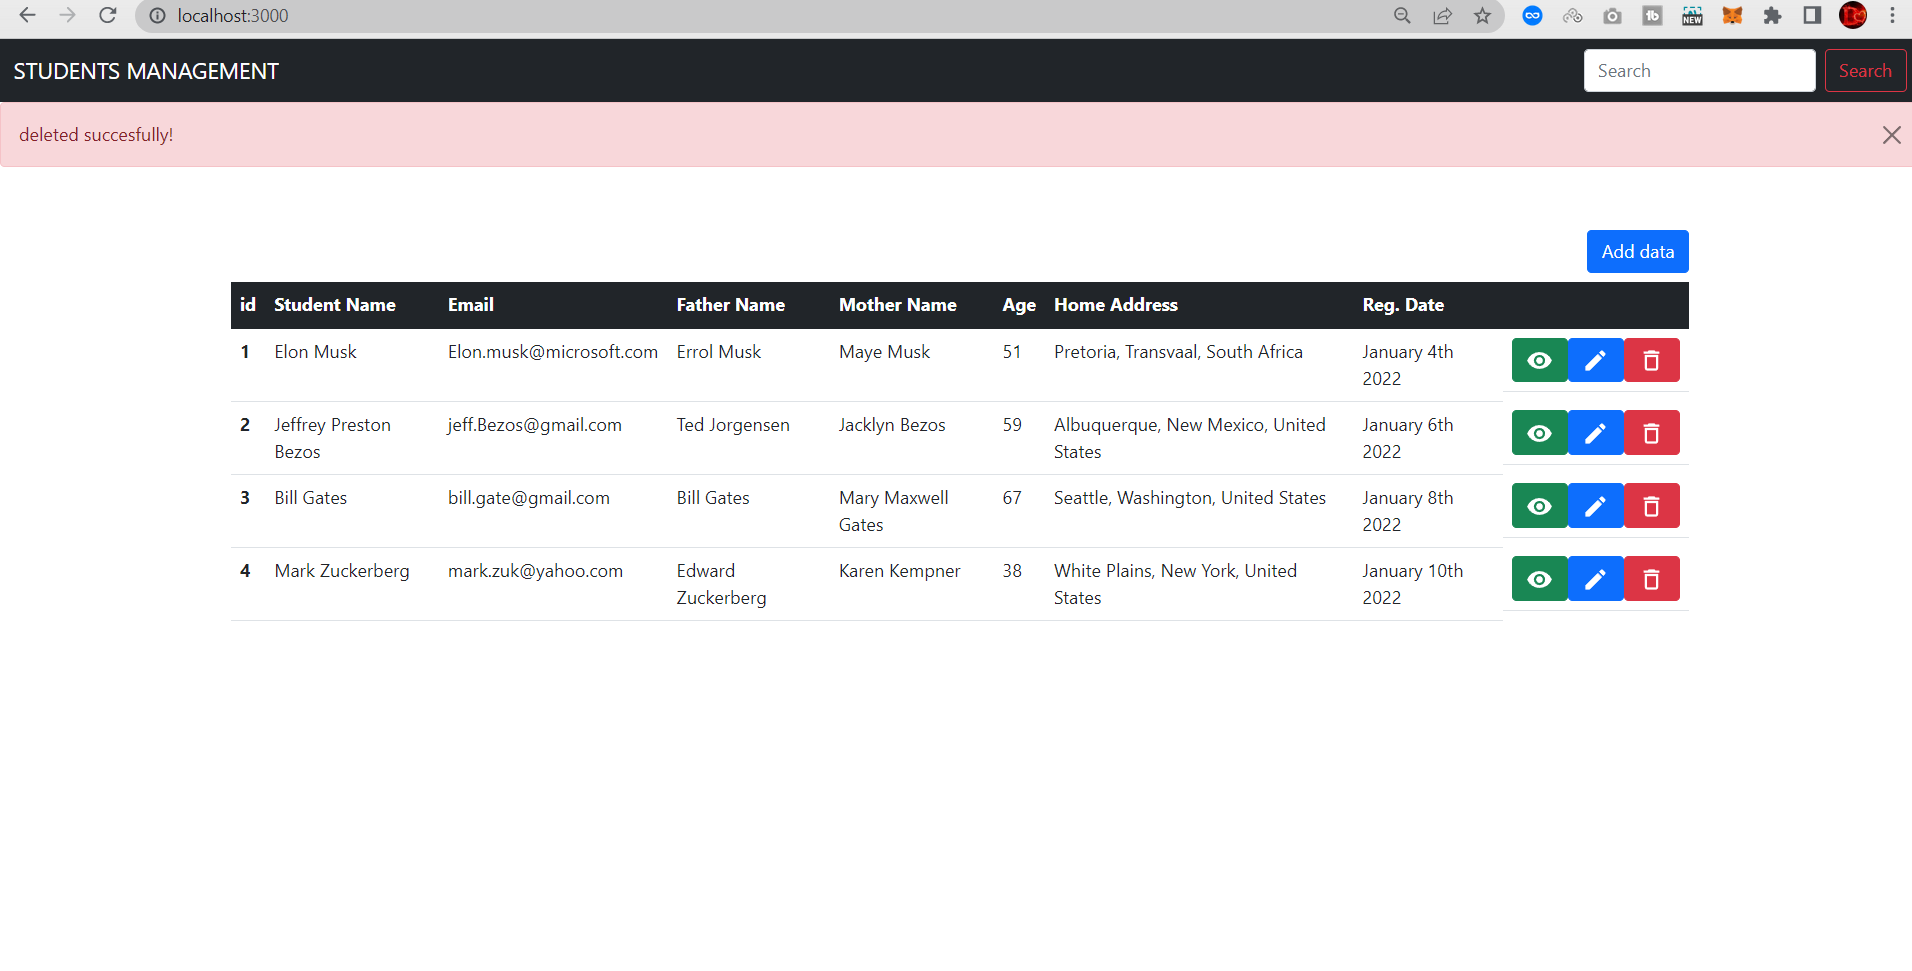 localhost:3000
STUDENTS MANAGEMENT Search Search
deleted succesfully!
Add data
id Student Name Email Father Name Mother Name Age Home Address Reg. Date
1 Elon Musk Elon.musk@microsoft.com Errol Musk Maye Musk 51 Pretoria, Transvaal, South Africa January 4th
2022
2 Jeffrey Preston jeff.Bezos@gmail.com Ted Jorgensen Jacklyn Bezos 59 Albuquerque, New Mexico, United January 6th
Bezos States 2022
3 Bill Gates bill.gate@gmail.com Bill Gates Mary Maxwell 67 Seattle, Washington, United States January 8th
Gates 2022
4 Mark Zuckerberg mark.zuk@yahoo.com Edward Karen Kempner 38 White Plains, New York, United January 10th
Zuckerberg States 2022